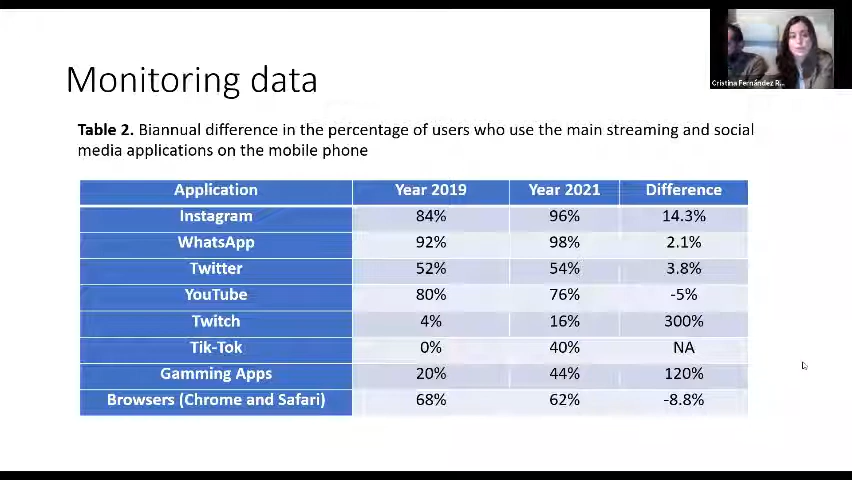 Cristina Fernández R...
Monitoring data
Table 2. Biannual difference in the percentage of users who use the main streaming and social
media applications on the mobile phone
Application Year 2019 Year 2021 Difference
Instagram 84% 96% 14.3%
WhatsApp 92% 98% 2.1%
Twitter 52% 54% 3.8%
YouTube 80% 76% -5%
Twitch 4% 16% 300%
Tik-Tok 0% 40% NA
Gamming Apps 20% 44% 120%
Browsers (Chrome and Safari) 68% 62% -8.8%